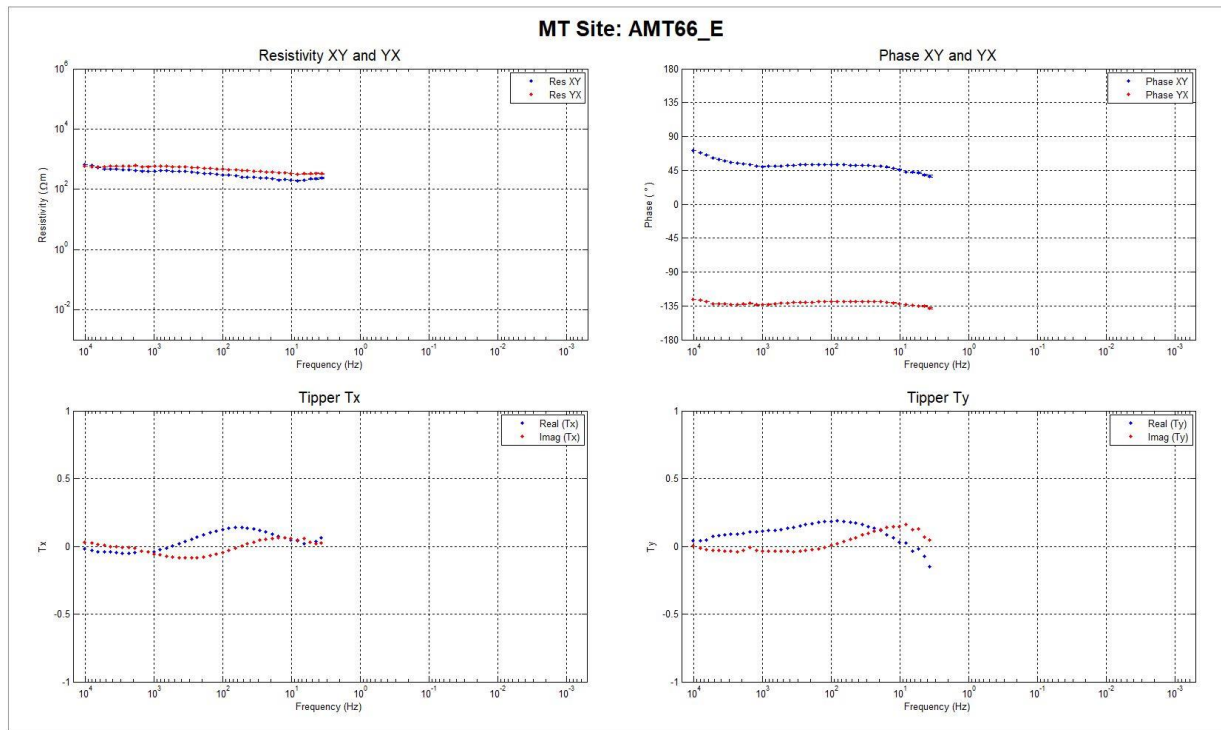 MT Site: AMT66_E
Resistivity XY and YX
10^6
10^4
10^2
10^0
10^-2
Resistivity (Ωm)
Res XY
Res YX
10^4 10^3 10^2 10^1 10^0 10^-1 10^-2 10^-3
Frequency (Hz)
Phase XY and YX
180
135
90
45
0
-45
-90
-135
-180
Phase (°)
Phase XY
Phase YX
10^4 10^3 10^2 10^1 10^0 10^-1 10^-2 10^-3
Frequency (Hz)
Tipper Tx
1
0.5
0
-0.5
-1
Tx
Real (Tx)
Imag (Tx)
10^4 10^3 10^2 10^1 10^0 10^-1 10^-2 10^-3
Frequency (Hz)
Tipper Ty
1
0.5
0
-0.5
-1
Ty
Real (Ty)
Imag (Ty)
10^4 10^3 10^2 10^1 10^0 10^-1 10^-2 10^-3
Frequency (Hz)